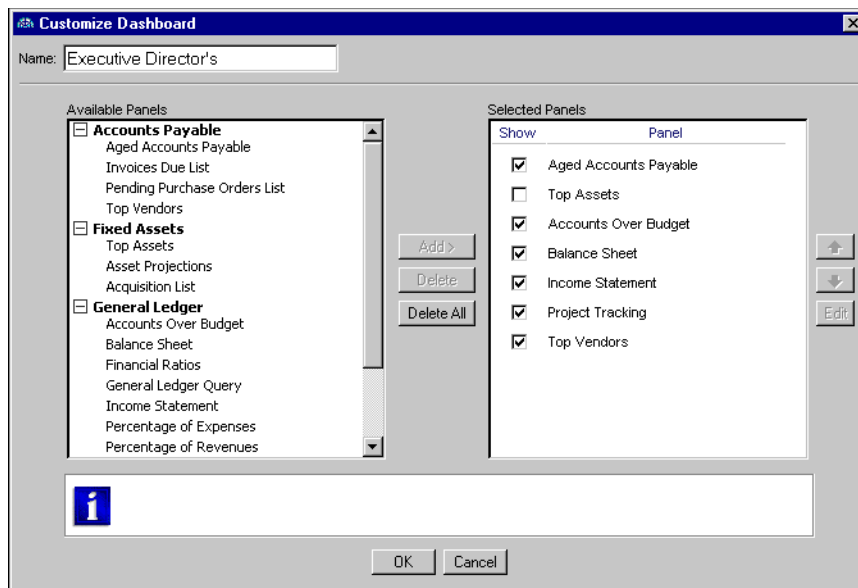 Customize Dashboard
Name: Executive Director's
Available Panels
Accounts Payable
Aged Accounts Payable
Invoices Due List
Pending Purchase Orders List
Top Vendors
Fixed Assets
Top Assets
Asset Projections
Acquisition List
General Ledger
Accounts Over Budget
Balance Sheet
Financial Ratios
General Ledger Query
Income Statement
Percentage of Expenses
Percentage of Revenues
Add >
Delete
Delete All
Selected Panels
Show Panel
Aged Accounts Payable
Top Assets
Accounts Over Budget
Balance Sheet
Income Statement
Project Tracking
Top Vendors
Edit
OK Cancel